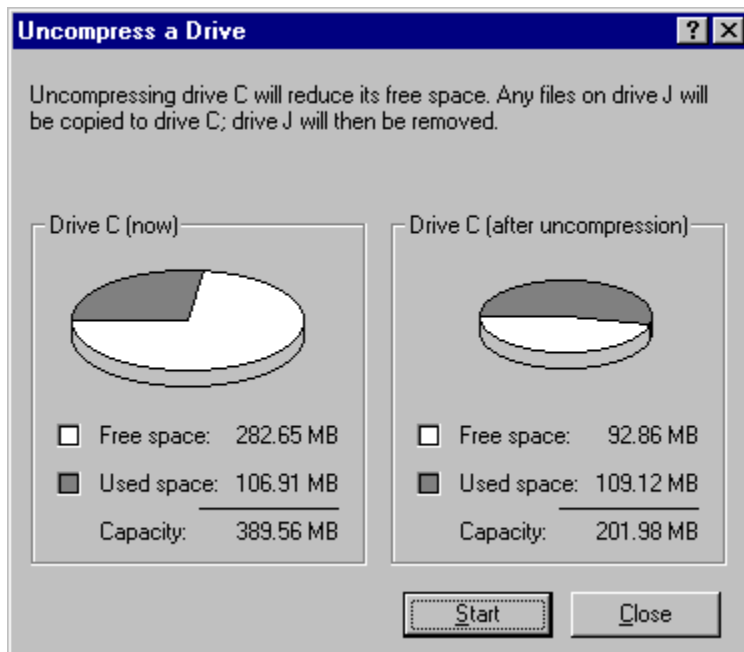 Uncompress a Drive
Uncompressing drive C will reduce its free space. Any files on drive J will
be copied to drive C; drive J will then be removed.
Drive C (now)
Free space: 282.65 MB
Used space: 106.91 MB
Capacity: 389.56 MB
Drive C (after uncompression)
Free space: 92.86 MB
Used space: 109.12 MB
Capacity: 201.98 MB
Start
Close